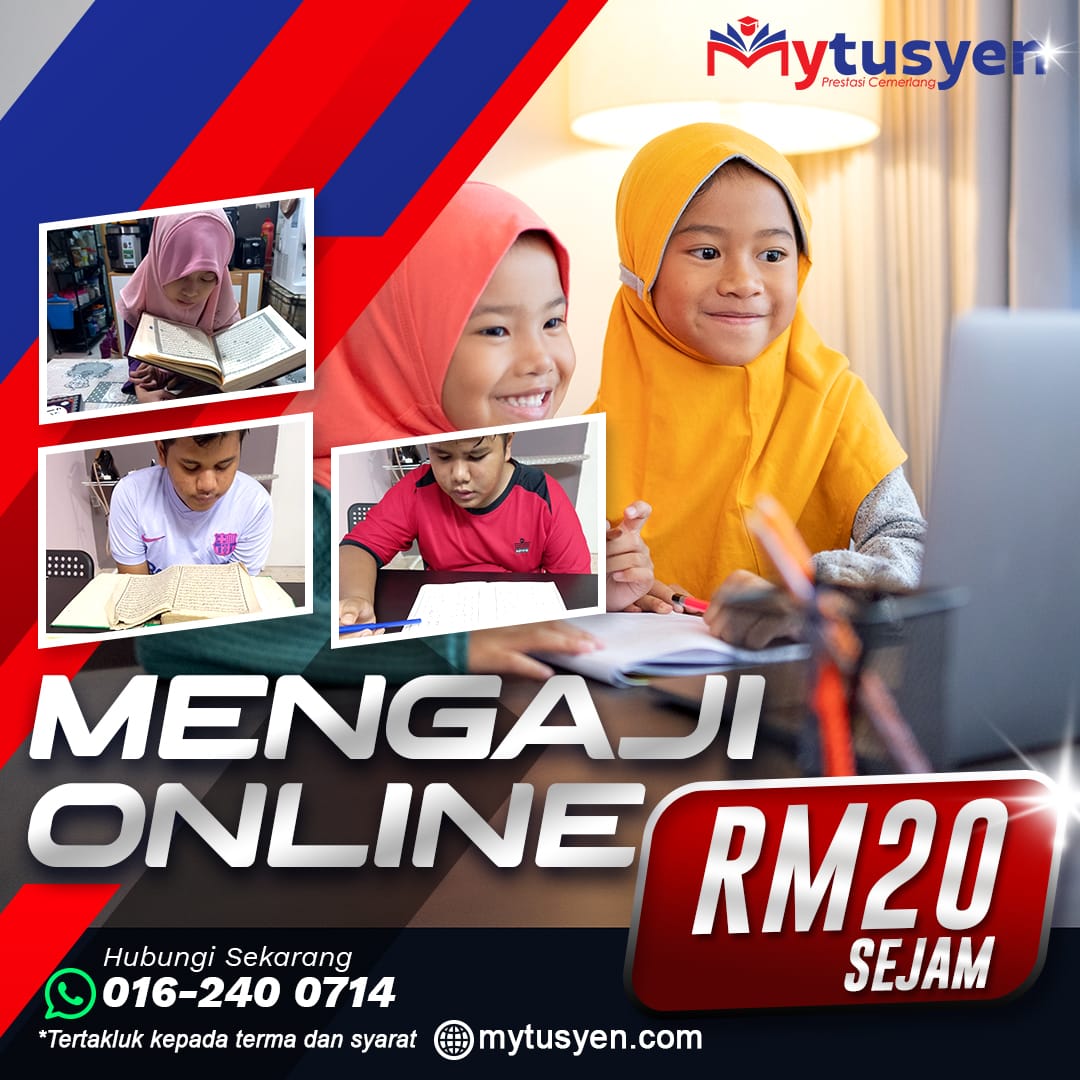 Mytusyen
Prestasi Cemerlang
MENGAJI
ONLINE
RM20
SEJAM
Hubungi Sekarang
016-240 0714
*Tertakluk kepada terma dan syarat
mytusyen.com